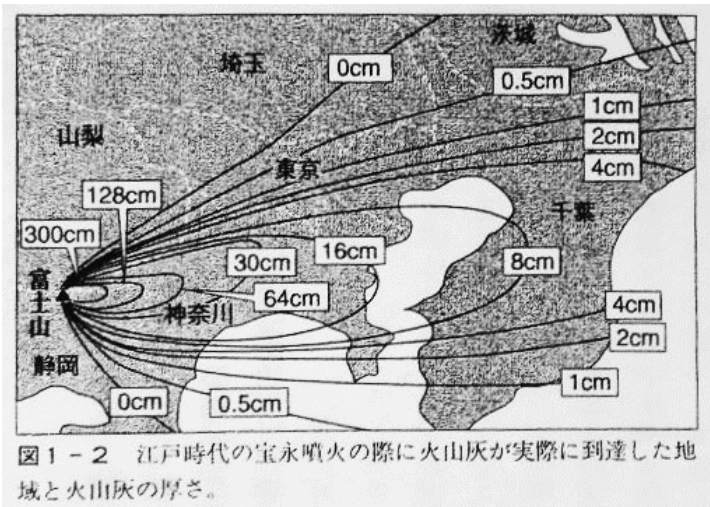 茨城
埼玉
0cm
0.5cm
1cm
山梨
2cm
東京
4cm
128cm
千葉
300cm
30cm
16cm
8cm
富士山
64cm
神奈川
4cm
2cm
静岡
1cm
0cm
0.5cm
図1-2 江戸時代の宝永噴火の際に火山灰が実際に到達した地
域と火山灰の厚さ。